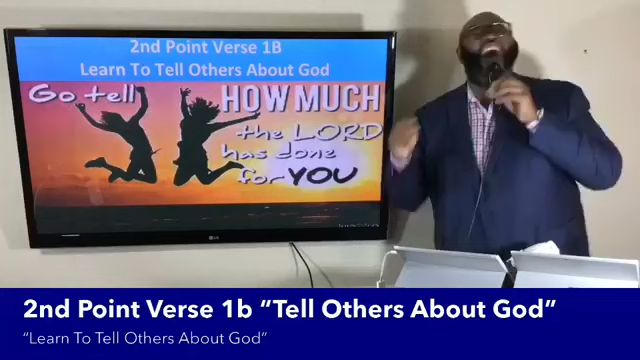 2nd Point Verse 1B
Learn To Tell Others About God
Go tell HOW MUCH
the LORD
has done
for YOU
LG
2nd Point Verse 1b “Tell Others About God”
“Learn To Tell Others About God”